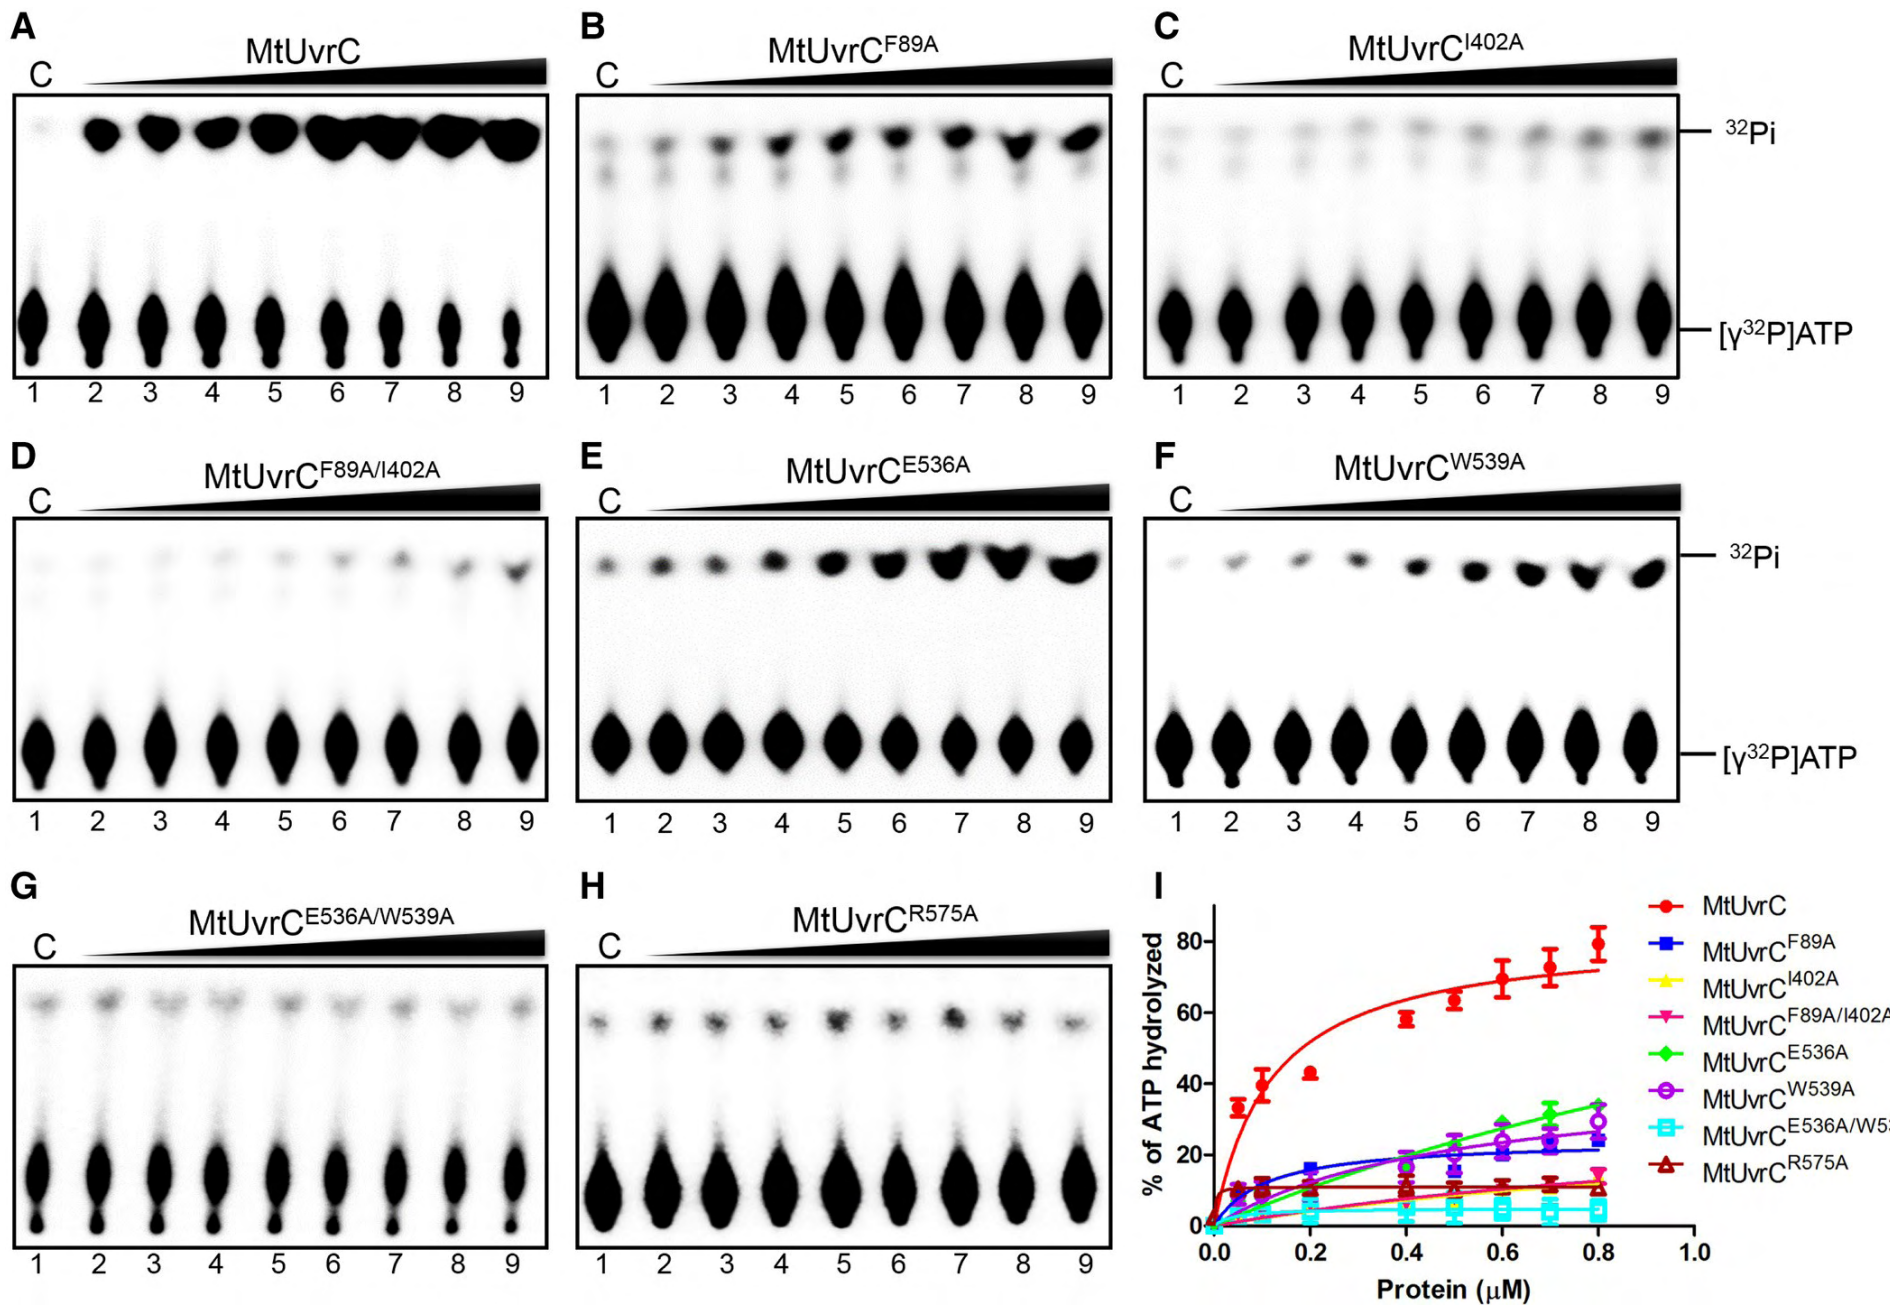 A
MtUvrC
C
1 2 3 4 5 6 7 8 9
B
MtUvrC^F89A
C
1 2 3 4 5 6 7 8 9
C
MtUvrC^I402A
C
1 2 3 4 5 6 7 8 9
³²Pi
[γ³²P]ATP
D
MtUvrC^F89A/I402A
C
1 2 3 4 5 6 7 8 9
E
MtUvrC^E536A
C
1 2 3 4 5 6 7 8 9
F
MtUvrC^W539A
C
1 2 3 4 5 6 7 8 9
³²Pi
[γ³²P]ATP
G
MtUvrC^E536A/W539A
C
1 2 3 4 5 6 7 8 9
H
MtUvrC^R575A
C
1 2 3 4 5 6 7 8 9
I
% of ATP hydrolyzed
80
60
40
20
0
0.0 0.2 0.4 0.6 0.8 1.0
Protein (μM)
MtUvrC
MtUvrC^F89A
MtUvrC^I402A
MtUvrC^F89A/I402A
MtUvrC^E536A
MtUvrC^W539A
MtUvrC^E536A/W53
MtUvrC^R575A